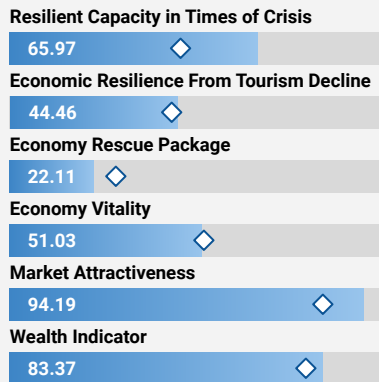 Resilient Capacity in Times of Crisis
65.97
Economic Resilience From Tourism Decline
44.46
Economy Rescue Package
22.11
Economy Vitality
51.03
Market Attractiveness
94.19
Wealth Indicator
83.37